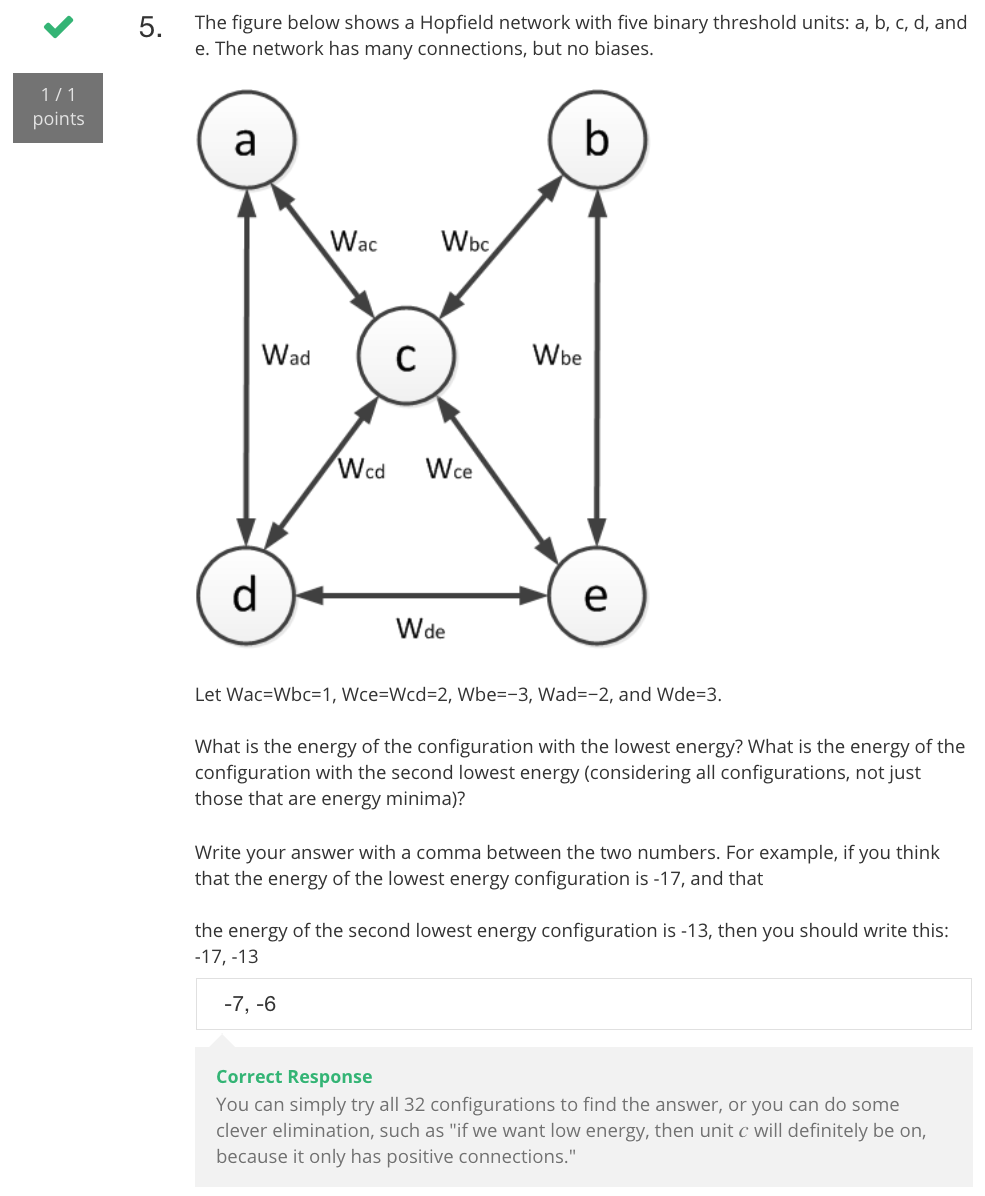 5. The figure below shows a Hopfield network with five binary threshold units: a, b, c, d, and
e. The network has many connections, but no biases.
1 / 1
points
a
b
Wac
Wbc
Wad
c
Wbe
Wcd
Wce
d
e
Wde
Let Wac=Wbc=1, Wce=Wcd=2, Wbe=−3, Wad=−2, and Wde=3.
What is the energy of the configuration with the lowest energy? What is the energy of the
configuration with the second lowest energy (considering all configurations, not just
those that are energy minima)?
Write your answer with a comma between the two numbers. For example, if you think
that the energy of the lowest energy configuration is -17, and that
the energy of the second lowest energy configuration is -13, then you should write this:
-17, -13
-7, -6
Correct Response
You can simply try all 32 configurations to find the answer, or you can do some
clever elimination, such as "if we want low energy, then unit c will definitely be on,
because it only has positive connections."